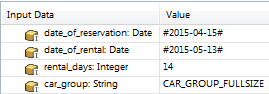 Input Data Value
date_of_reservation: Date #2015-04-15#
date_of_rental: Date #2015-05-13#
rental_days: Integer 14
car_group: String CAR_GROUP_FULLSIZE